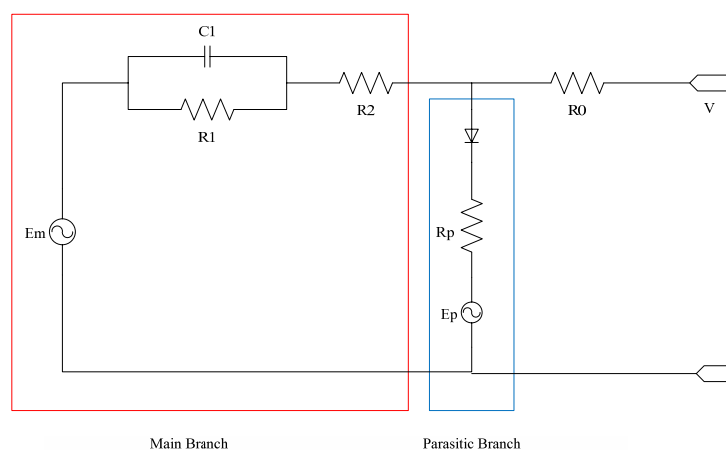 C1
R1
R2
R0
V
Em
Rp
Ep
Main Branch
Parasitic Branch